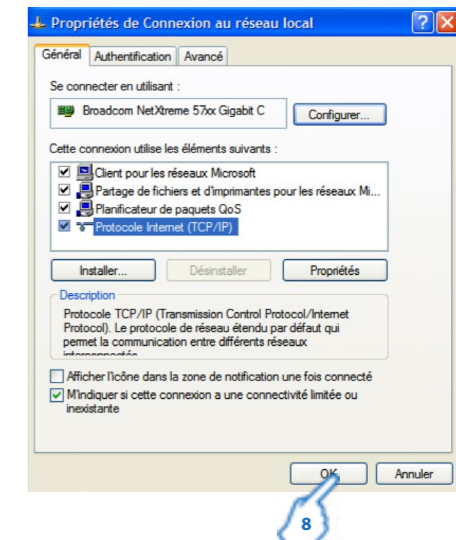 Propriétés de Connexion au réseau local
Général Authentification Avancé
Se connecter en utilisant :
Broadcom NetXtreme 57xx Gigabit C Configurer...
Cette connexion utilise les éléments suivants :
Client pour les réseaux Microsoft
Partage de fichiers et d'imprimantes pour les réseaux Mi...
Planificateur de paquets QoS
Protocole Internet (TCP/IP)
Installer... Désinstaller Propriétés
Description
Protocole TCP/IP (Transmission Control Protocol/Internet
Protocol). Le protocole de réseau étendu par défaut qui
permet la communication entre différents réseaux
interconnectés
Afficher l'icône dans la zone de notification une fois connecté
M'indiquer si cette connexion a une connectivité limitée ou
inexistante
OK Annuler
8